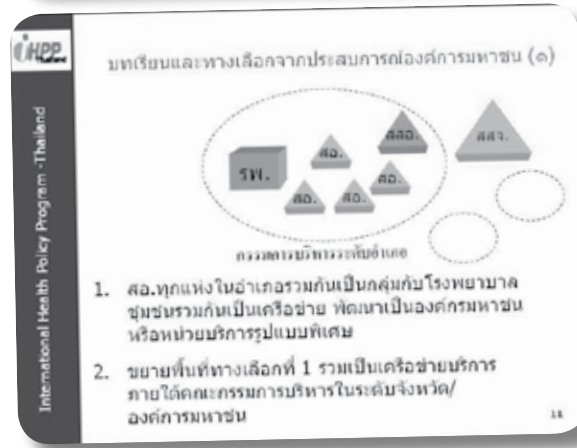 IHPP
Thailand
International Health Policy Program -Thailand
บทเรียนและทางเลือกจากประสบการณ์องค์การมหาชน (๑)
รพ.
สอ.
สสอ.
สสจ.
สอ.
สอ.
สอ.
กรรมการบริหารระดับอำเภอ
1. สอ.ทุกแห่งในอำเภอรวมกันเป็นกลุ่มกับโรงพยาบาล
ชุมชนรวมกันเป็นเครือข่าย พัฒนาเป็นองค์กรมหาชน
หรือหน่วยบริการรูปแบบพิเศษ
2. ขยายพื้นที่ทางเลือกที่ 1 รวมเป็นเครือข่ายบริการ
ภายใต้คณะกรรมการบริหารในระดับจังหวัด/
องค์การมหาชน
18